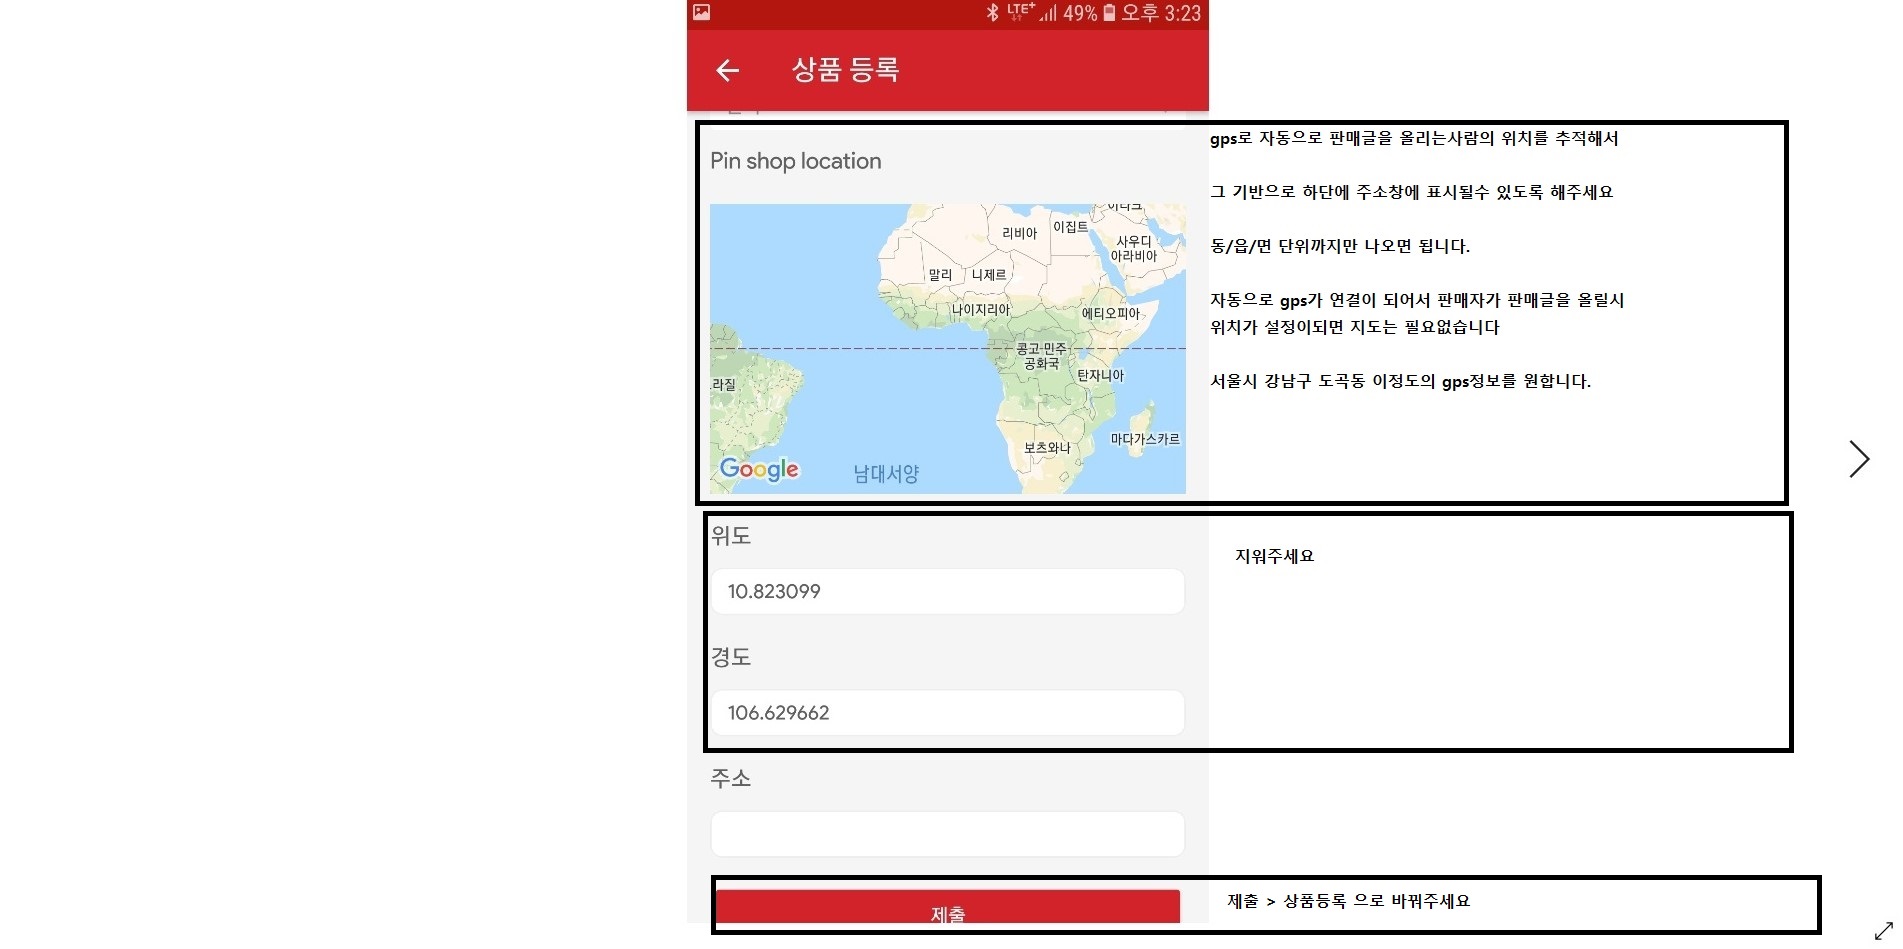 LTE+ 49% 오후 3:23
상품 등록
Pin shop location
gps로 자동으로 판매글을 올리는사람의 위치를 추적해서
그 기반으로 하단에 주소창에 표시될수 있도록 해주세요
동/읍/면 단위까지만 나오면 됩니다.
자동으로 gps가 연결이 되어서 판매자가 판매글을 올릴시
위치가 설정이되면 지도는 필요없습니다
서울시 강남구 도곡동 이정도의 gps정보를 원합니다.
리비아
이집트
사우디
아라비아
말리
니제르
나이지리아
에티오피아
콩고 민주
공화국
탄자니아
라질
마다가스카르
보츠와나
Google
남대서양
위도
지워주세요
10.823099
경도
106.629662
주소
제출
제출 > 상품등록 으로 바꿔주세요